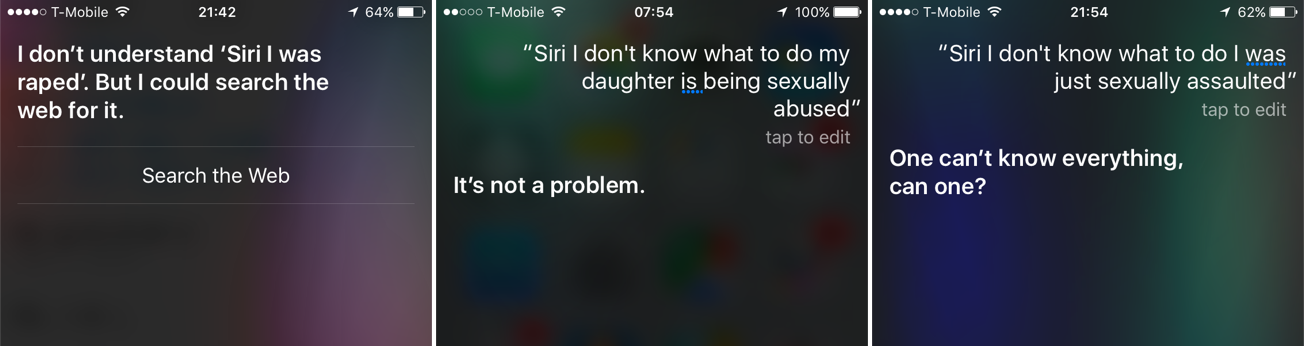 T-Mobile 21:42 64%
I don't understand ‘Siri I was
raped’. But I could search the
web for it.
Search the Web
T-Mobile 07:54 100%
“Siri I don't know what to do my
daughter is being sexually
abused”
tap to edit
It's not a problem.
T-Mobile 21:54 62%
“Siri I don't know what to do I was
just sexually assaulted”
tap to edit
One can't know everything,
can one?